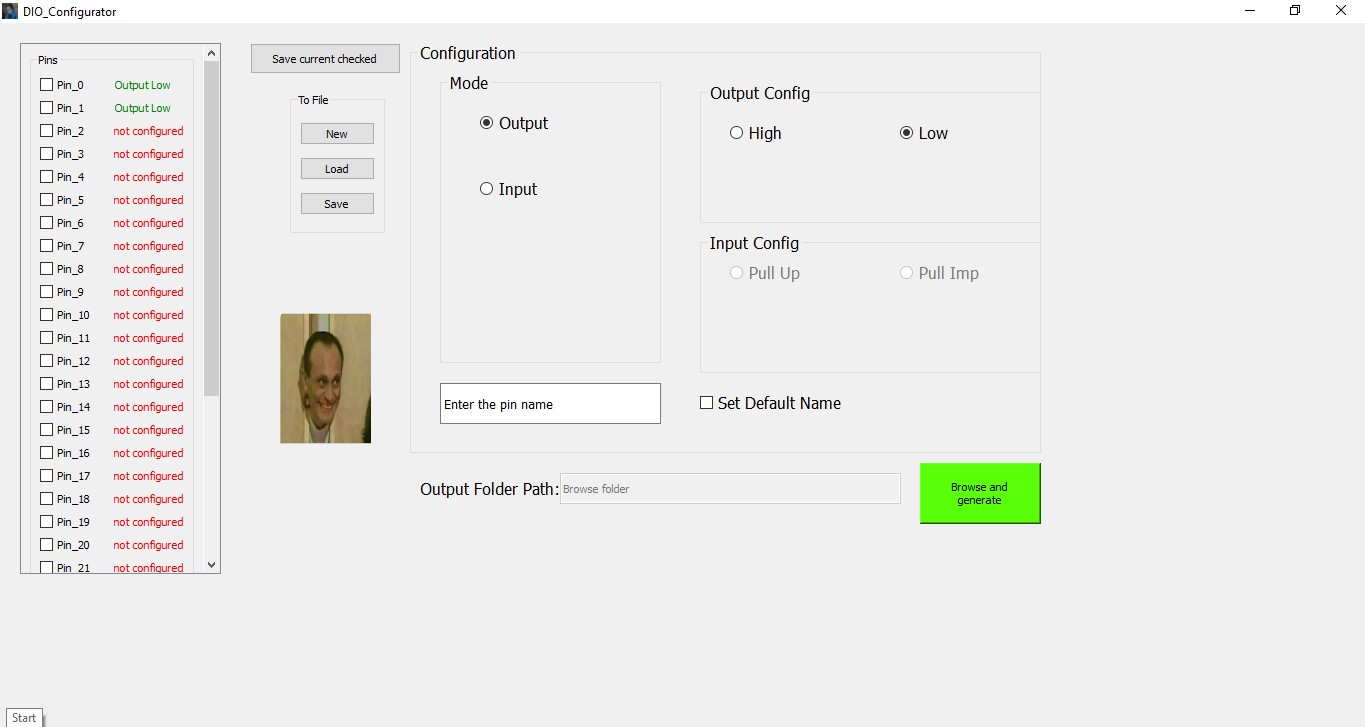 DIO_Configurator
Pins
Pin_0 Output Low
Pin_1 Output Low
Pin_2 not configured
Pin_3 not configured
Pin_4 not configured
Pin_5 not configured
Pin_6 not configured
Pin_7 not configured
Pin_8 not configured
Pin_9 not configured
Pin_10 not configured
Pin_11 not configured
Pin_12 not configured
Pin_13 not configured
Pin_14 not configured
Pin_15 not configured
Pin_16 not configured
Pin_17 not configured
Pin_18 not configured
Pin_19 not configured
Pin_20 not configured
Pin_21 not configured
Save current checked
To File
New
Load
Save
Configuration
Mode
Output
Input
Output Config
High Low
Input Config
Pull Up Pull Imp
Enter the pin name
Set Default Name
Output Folder Path: Browse folder
Browse and
generate
Start